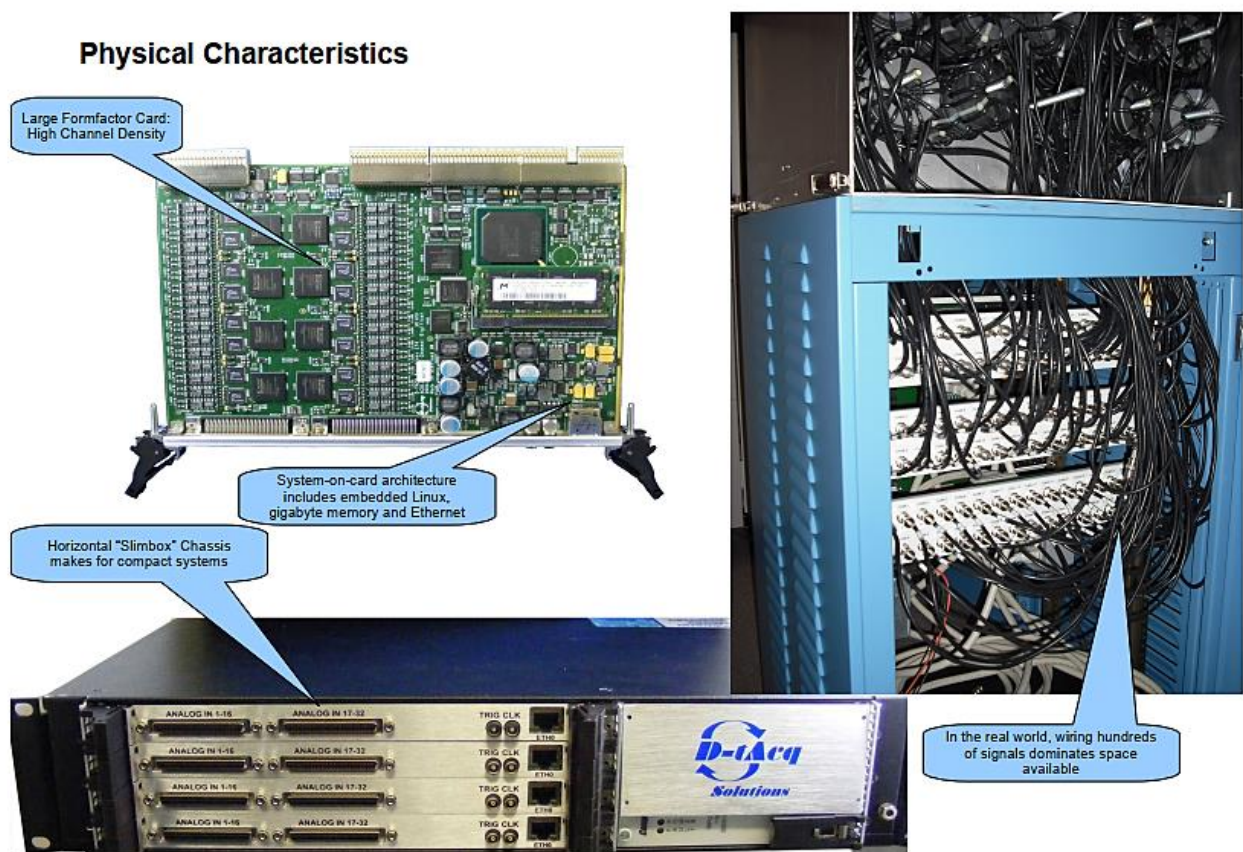 Physical Characteristics
Large Formfactor Card:
High Channel Density
System-on-card architecture
includes embedded Linux,
gigabyte memory and Ethernet
Horizontal "Slimbox" Chassis
makes for compact systems
ANALOG IN 1-16 ANALOG IN 17-32 TRIG CLK
ETH0
ANALOG IN 1-16 ANALOG IN 17-32 TRIG CLK
ETH0
ANALOG IN 1-16 ANALOG IN 17-32 TRIG CLK
ETH0
ANALOG IN 1-16 ANALOG IN 17-32 TRIG CLK
ETH0
D-tAcq
Solutions
In the real world, wiring hundreds
of signals dominates space
available